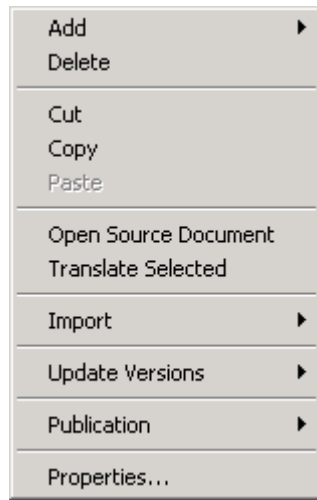 Add
Delete
Cut
Copy
Paste
Open Source Document
Translate Selected
Import
Update Versions
Publication
Properties...